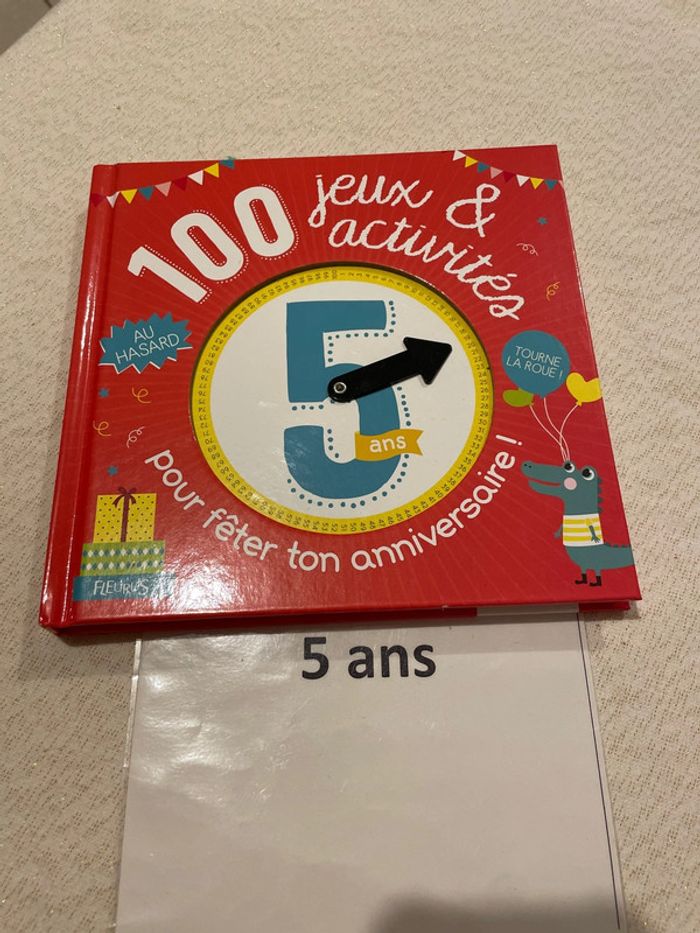 100 jeux &
activités
AU
HASARD
TOURNE
LA ROUE !
5
ans
pour fêter ton anniversaire !
FLEURUS
5 ans